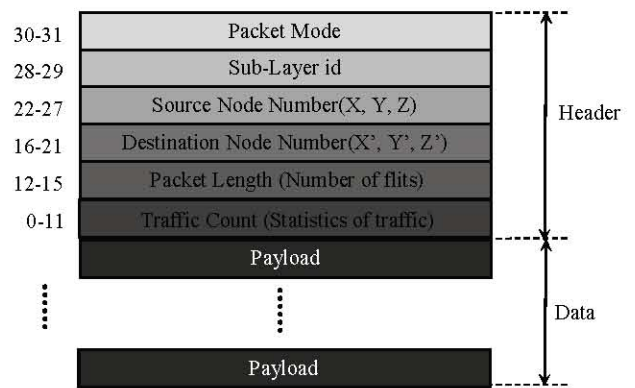 30-31 Packet Mode
28-29 Sub-Layer id
22-27 Source Node Number(X, Y, Z)
Header
16-21 Destination Node Number(X', Y', Z')
12-15 Packet Length (Number of flits)
0-11 Traffic Count (Statistics of traffic)
Payload
Data
Payload